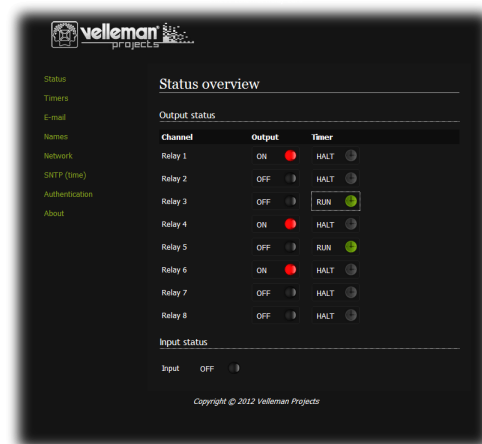 velleman
projects
Status
Timers
E-mail
Names
Network
SNTP (time)
Authentication
About
Status overview
Output status
Channel Output Timer
Relay 1 ON HALT
Relay 2 OFF HALT
Relay 3 OFF RUN
Relay 4 ON HALT
Relay 5 OFF RUN
Relay 6 ON HALT
Relay 7 OFF HALT
Relay 8 OFF HALT
Input status
Input OFF
Copyright © 2012 Velleman Projects